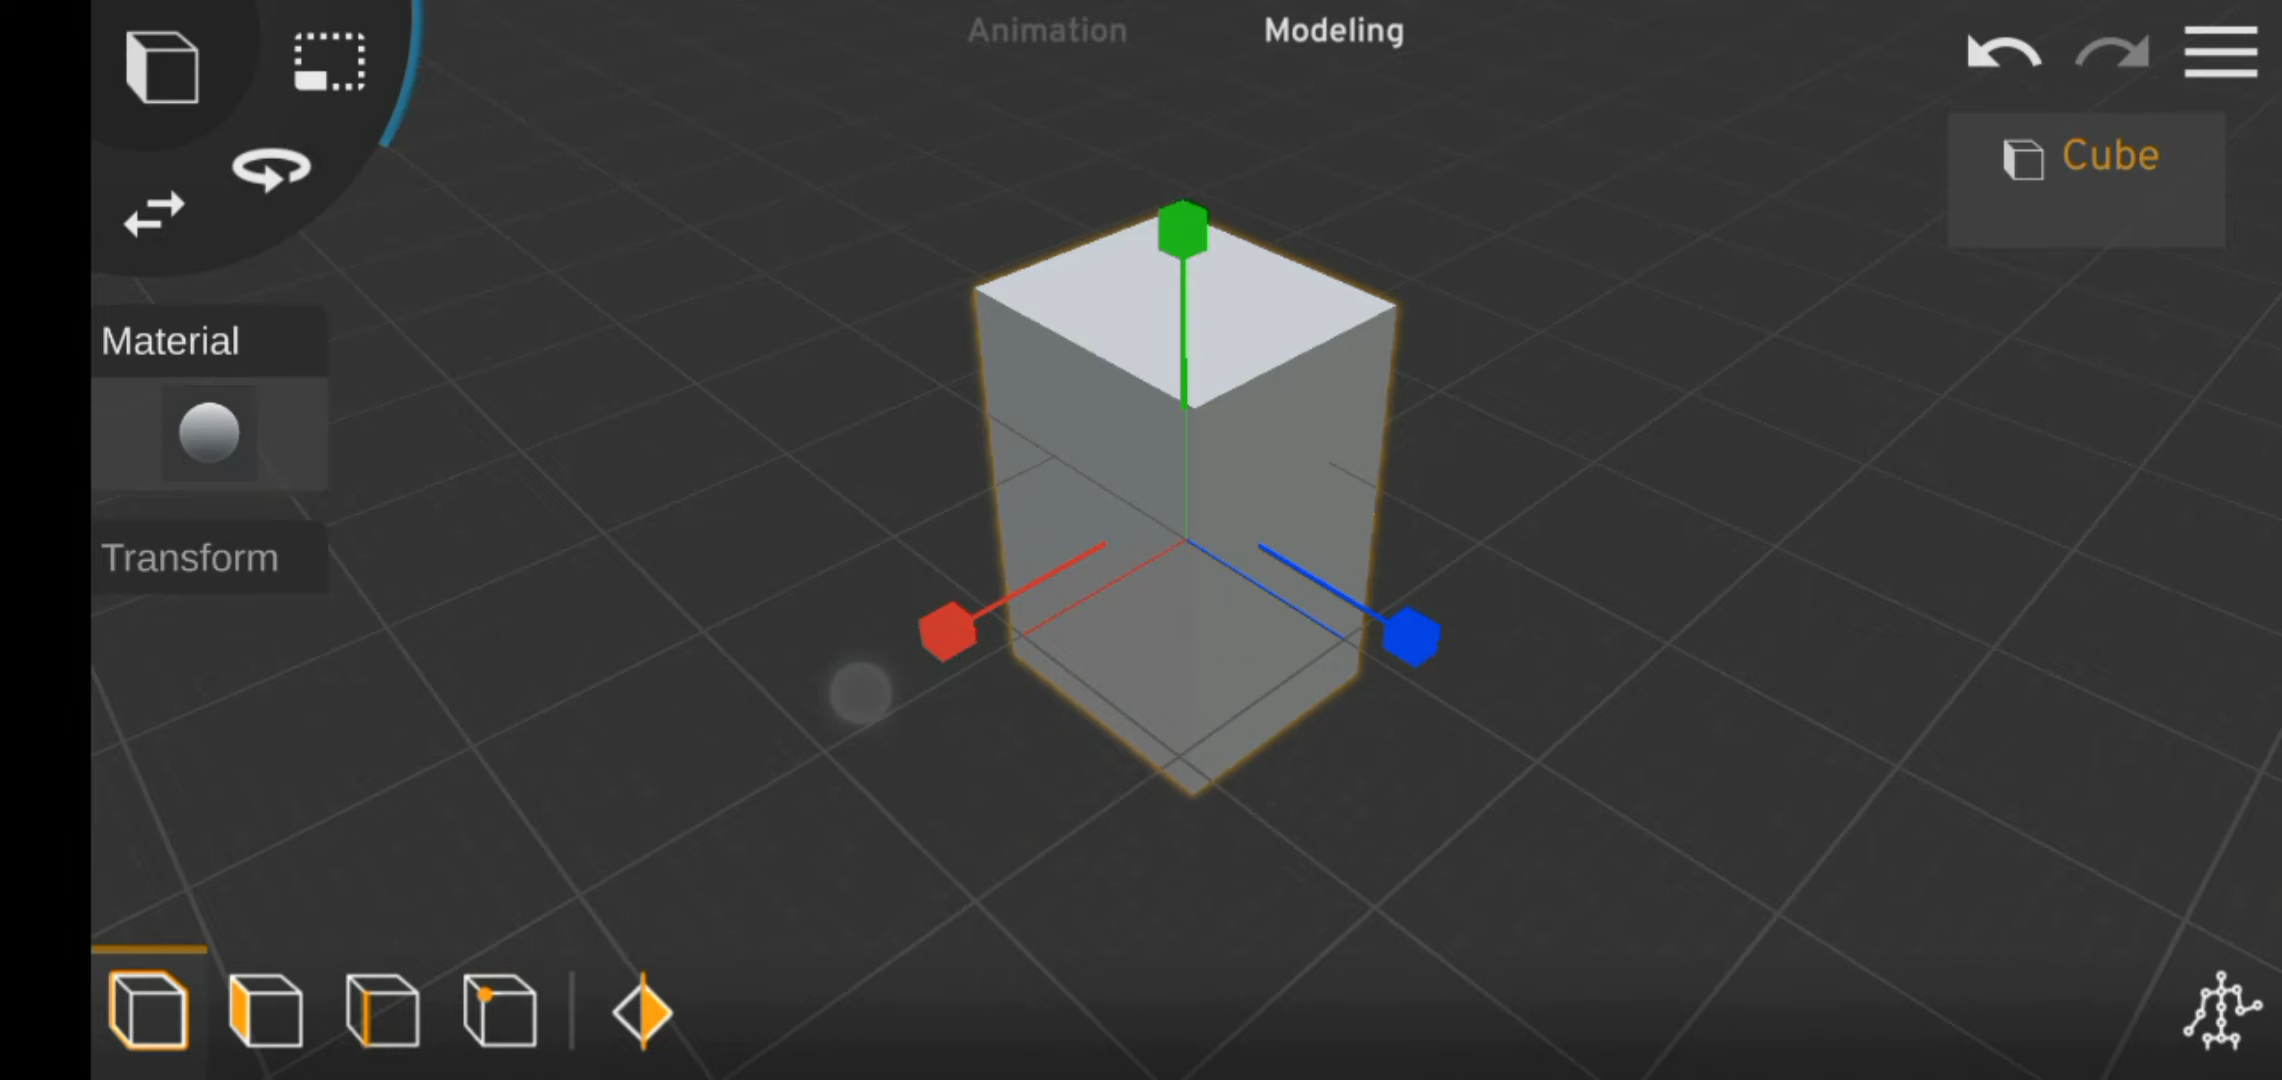 Animation
Modeling
Cube
Material
Transform